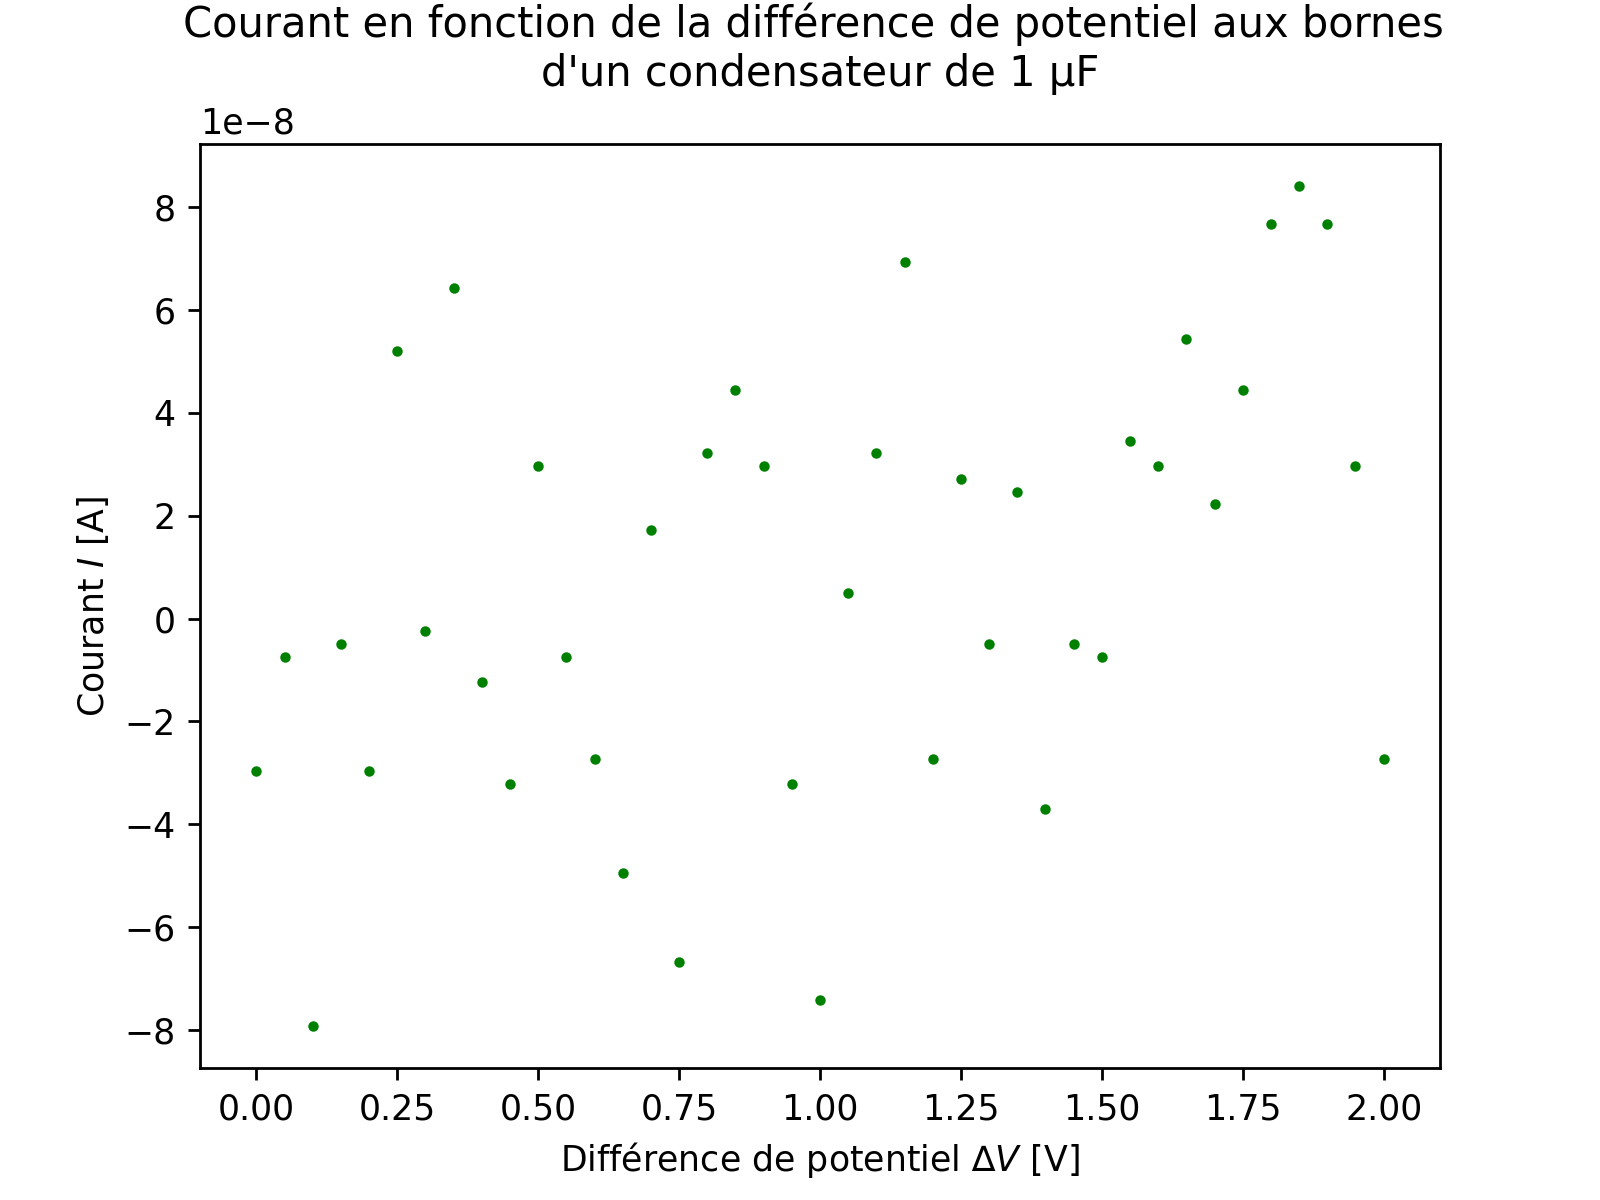 Courant en fonction de la différence de potentiel aux bornes
d'un condensateur de 1 µF
1e−8
8
6
4
2
0
−2
−4
−6
−8
Courant I [A]
0.00 0.25 0.50 0.75 1.00 1.25 1.50 1.75 2.00
Différence de potentiel ΔV [V]